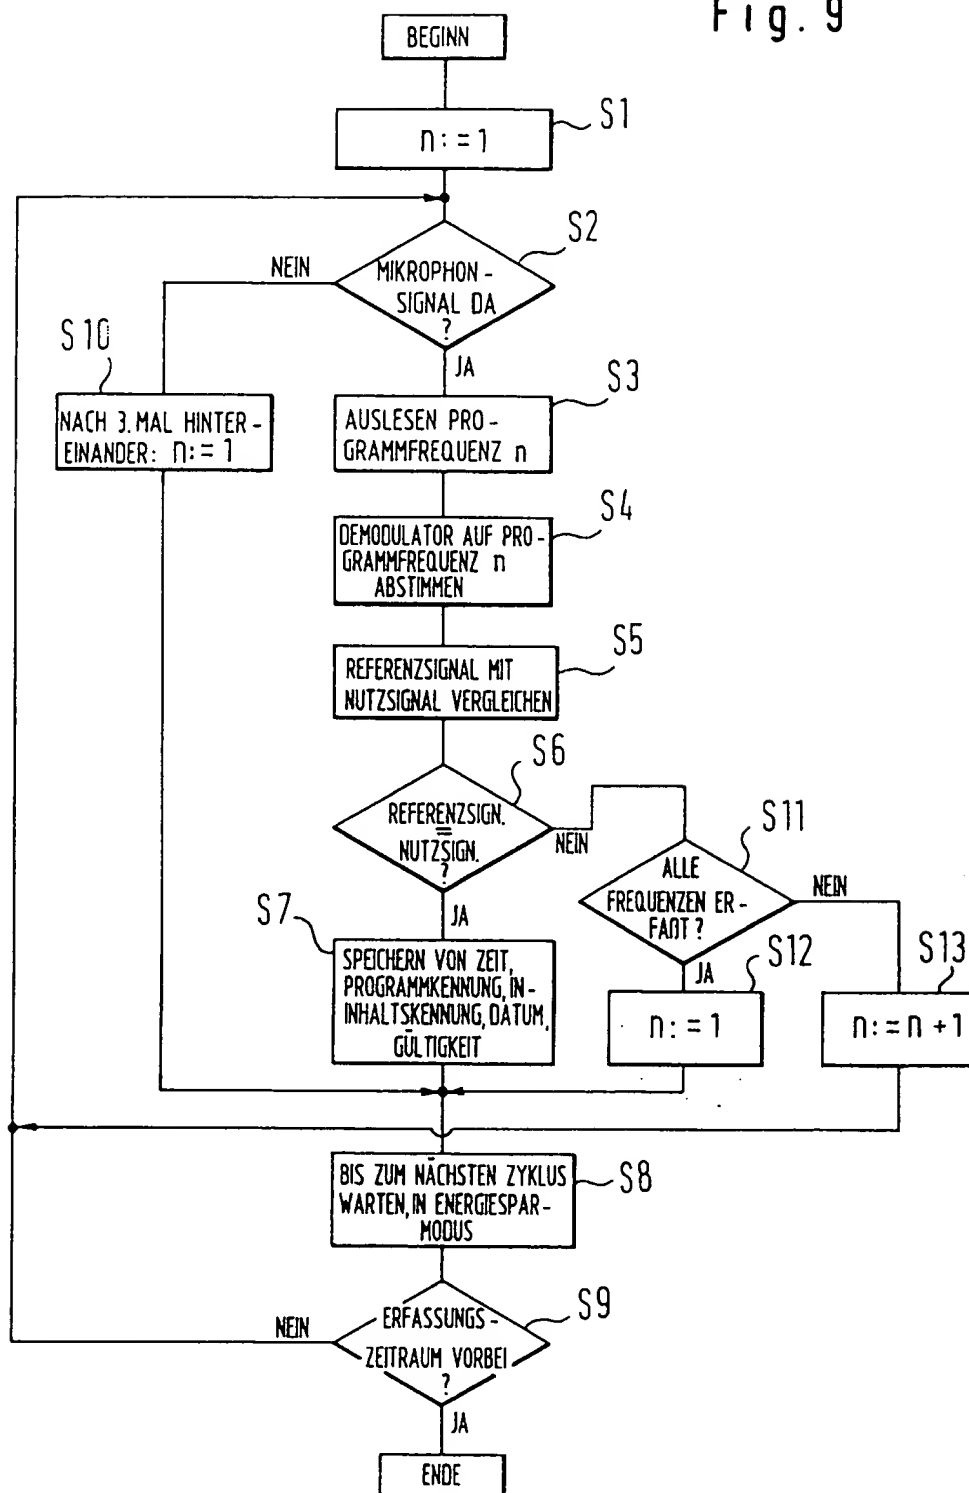 Fig. 9
BEGINN
S1
n:=1
S2
NEIN
MIKROPHON-
SIGNAL DA
?
JA
S10
NACH 3.MAL HINTER-
EINANDER: n:=1
S3
AUSLESEN PRO-
GRAMMFREQUENZ n
S4
DEMODULATOR AUF PRO-
GRAMMFREQUENZ n
ABSTIMMEN
S5
REFERENZSIGNAL MIT
NUTZSIGNAL VERGLEICHEN
S6
REFERENZSIGN.
=
NUTZSIGN.
?
NEIN
JA
S11
ALLE
FREQUENZEN ER-
FAßT ?
NEIN
JA
S7
SPEICHERN VON ZEIT,
PROGRAMMKENNUNG, IN-
INHALTSKENNUNG, DATUM,
GÜLTIGKEIT
S12
n:=1
S13
n:=n+1
S8
BIS ZUM NÄCHSTEN ZYKLUS
WARTEN, IN ENERGIESPAR-
MODUS
S9
NEIN
ERFASSUNGS-
ZEITRAUM VORBEI
?
JA
ENDE